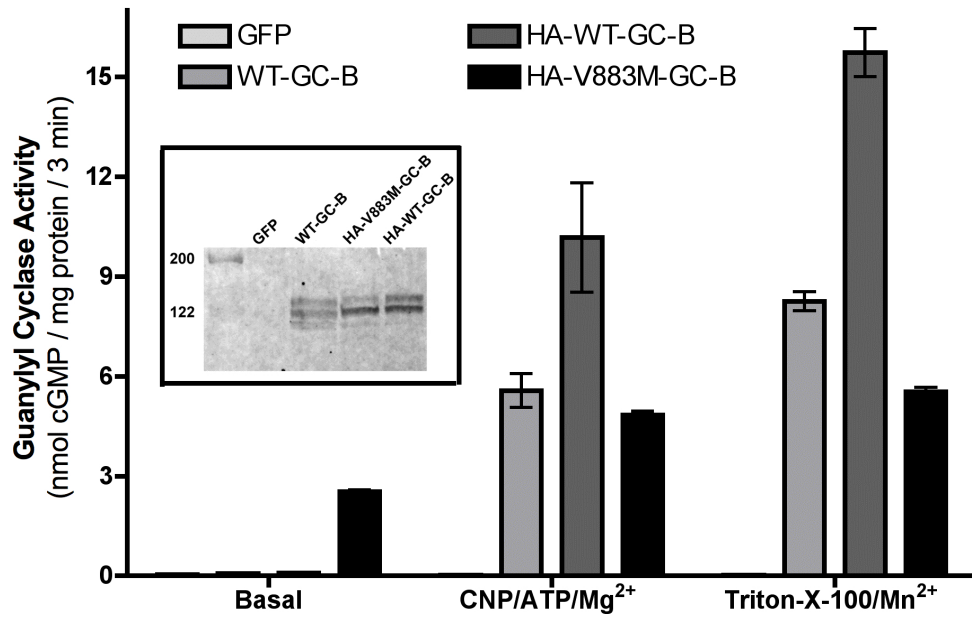 Guanylyl Cyclase Activity
(nmol cGMP / mg protein / 3 min)
GFP
WT-GC-B
HA-WT-GC-B
HA-V883M-GC-B
15
12
9
6
3
0
GFP
WT-GC-B
HA-V883M-GC-B
HA-WT-GC-B
200
122
Basal
CNP/ATP/Mg²⁺
Triton-X-100/Mn²⁺